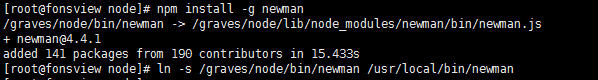 [root@fonsview node]# npm install -g newman
/graves/node/bin/newman -> /graves/node/lib/node_modules/newman/bin/newman.js
+ newman@4.4.1
added 141 packages from 190 contributors in 15.433s
[root@fonsview node]# ln -s /graves/node/bin/newman /usr/local/bin/newman